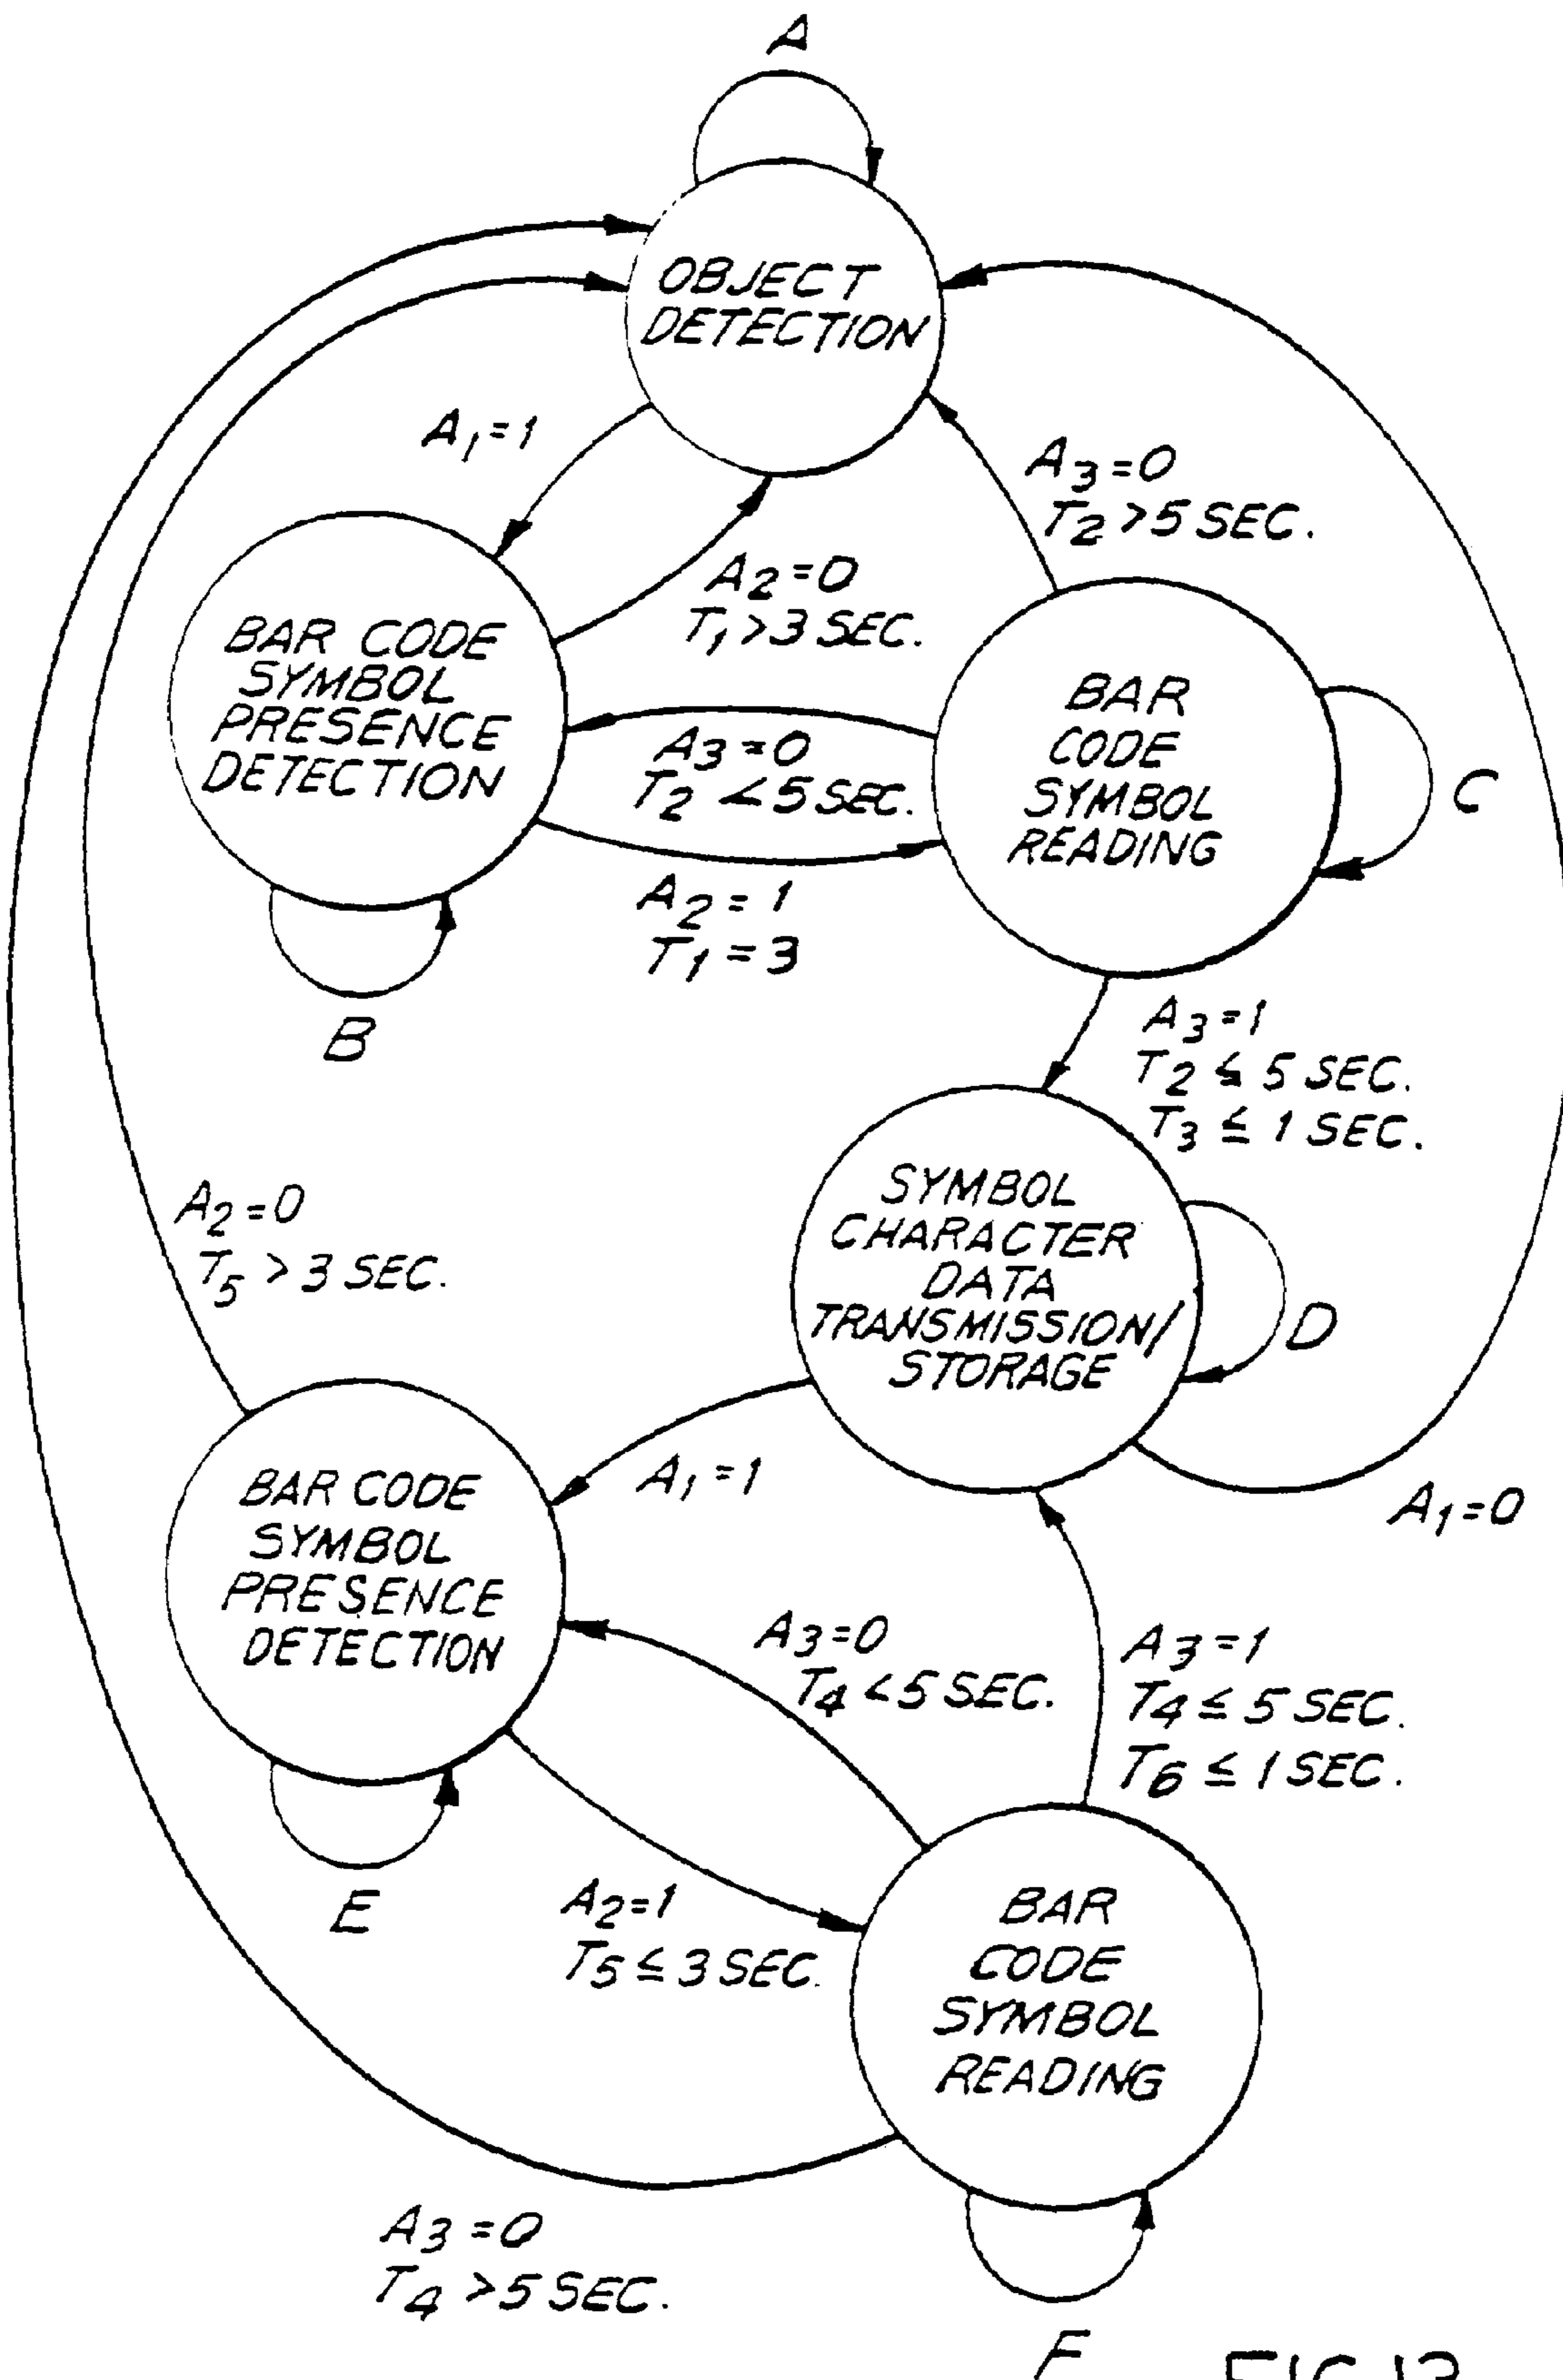 A
OBJECT
DETECTION
A1=1
A3=0
T2 >5 SEC.
A2=0
T1 >3 SEC.
BAR CODE
SYMBOL
PRESENCE
DETECTION
BAR
CODE
SYMBOL
READING
C
A3=0
T2 <5 SEC.
A2=1
T1=3
B
A3=1
T2 ≤ 5 SEC.
T3 ≤ 1 SEC.
SYMBOL
CHARACTER
DATA
TRANSMISSION/
STORAGE
D
A2=0
T5 >3 SEC.
A1=1
A1=0
BAR CODE
SYMBOL
PRESENCE
DETECTION
A3=0
T4 <5 SEC.
A3=1
T4 ≤ 5 SEC.
T6 ≤ 1 SEC.
E
A2=1
T5 ≤ 3 SEC.
BAR
CODE
SYMBOL
READING
A3=0
T4 >5 SEC.
F
FIG.13